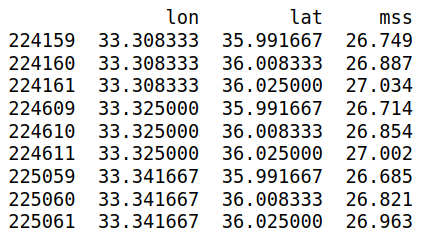 lon lat mss
224159 33.308333 35.991667 26.749
224160 33.308333 36.008333 26.887
224161 33.308333 36.025000 27.034
224609 33.325000 35.991667 26.714
224610 33.325000 36.008333 26.854
224611 33.325000 36.025000 27.002
225059 33.341667 35.991667 26.685
225060 33.341667 36.008333 26.821
225061 33.341667 36.025000 26.963